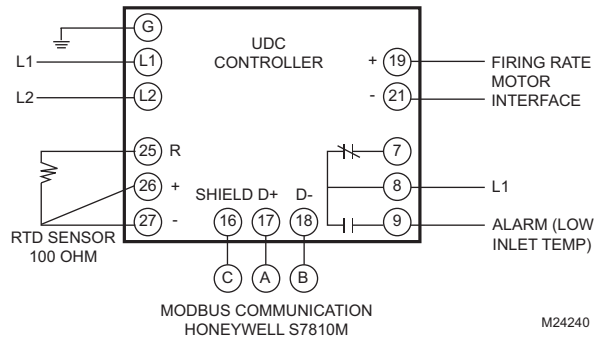 G
UDC
CONTROLLER
L1 L1
+ 19 FIRING RATE
MOTOR
INTERFACE
L2 L2
- 21
25 R
7
26 +
8 L1
SHIELD D+ D-
27 -
16 17 18
9 ALARM (LOW
INLET TEMP)
RTD SENSOR
100 OHM
C A B
MODBUS COMMUNICATION
HONEYWELL S7810M
M24240